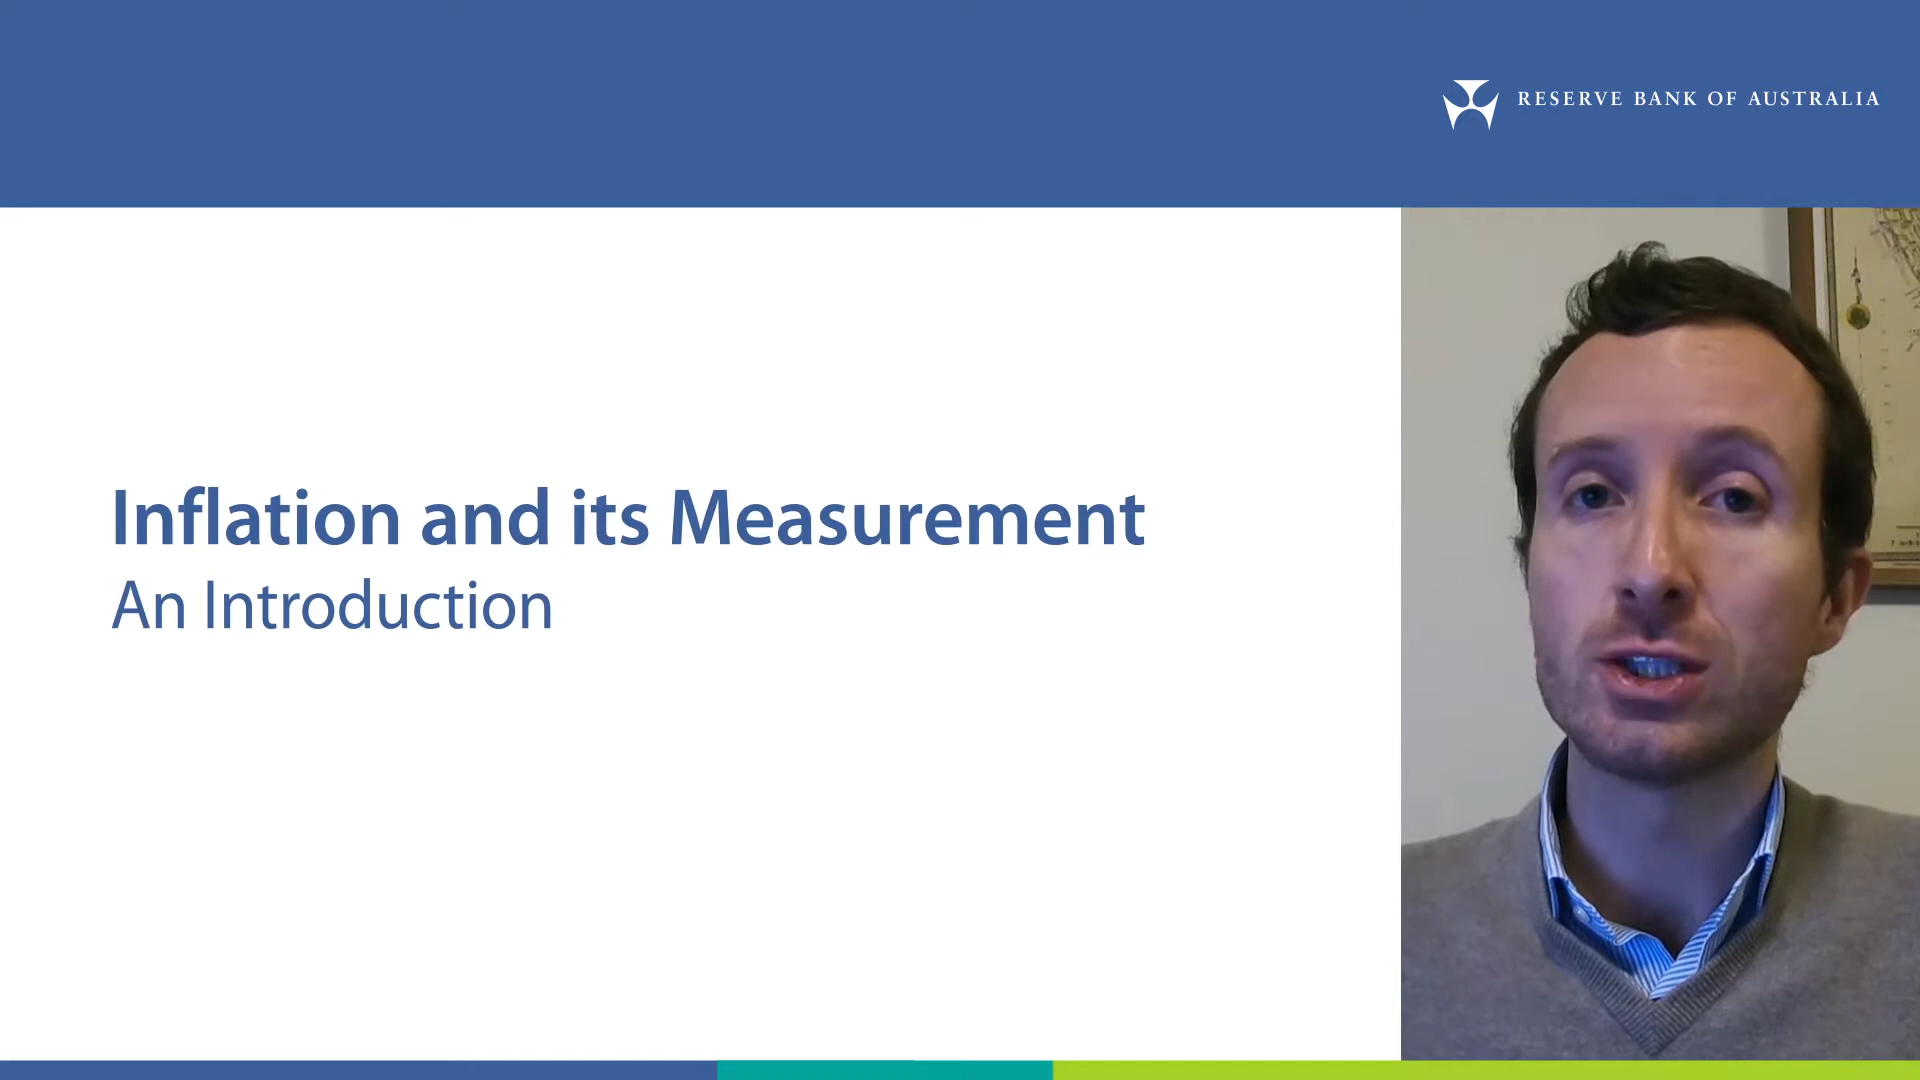 RESERVE BANK OF AUSTRALIA
Inflation and its Measurement
An Introduction